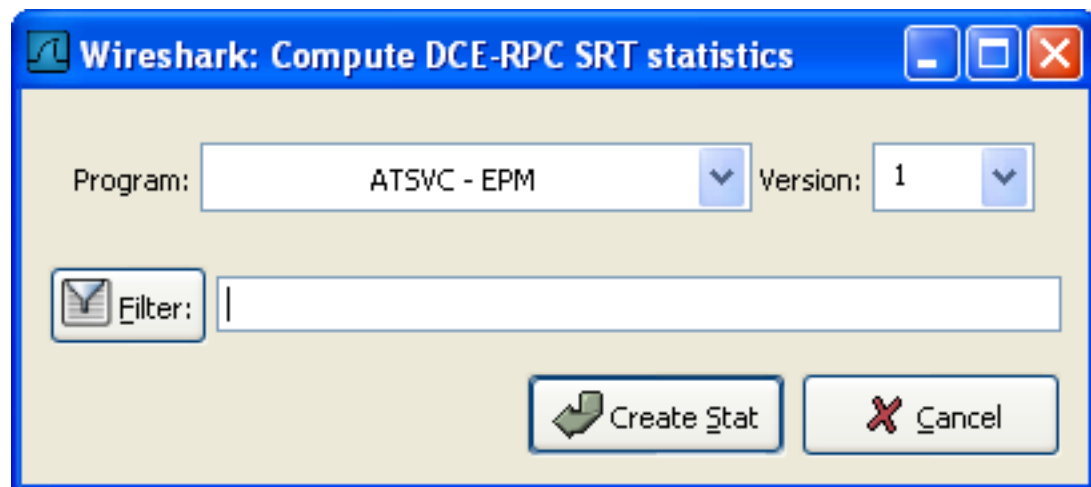 Wireshark: Compute DCE-RPC SRT statistics
Program: ATSVC - EPM Version: 1
Filter:
Create Stat Cancel